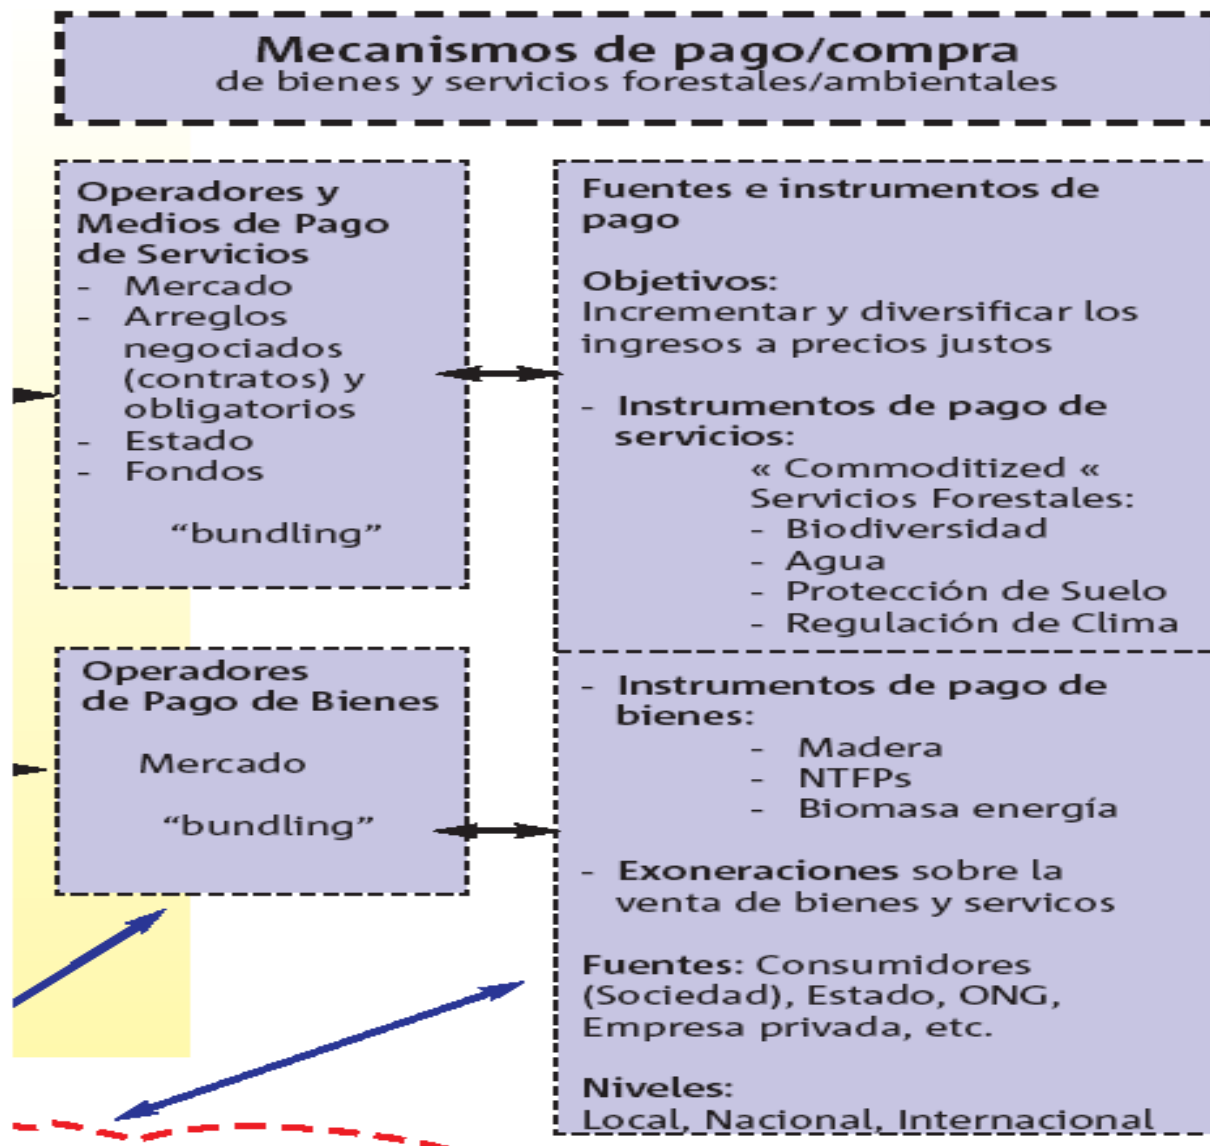 Mecanismos de pago/compra
de bienes y servicios forestales/ambientales
Operadores y
Medios de Pago
de Servicios
- Mercado
- Arreglos
negociados
(contratos) y
obligatorios
- Estado
- Fondos
“bundling”
Operadores
de Pago de Bienes
Mercado
“bundling”
Fuentes e instrumentos de
pago
Objetivos:
Incrementar y diversificar los
ingresos a precios justos
- Instrumentos de pago de
servicios:
« Commoditized «
Servicios Forestales:
- Biodiversidad
- Agua
- Protección de Suelo
- Regulación de Clima
- Instrumentos de pago de
bienes:
- Madera
- NTFPs
- Biomasa energía
- Exoneraciones sobre la
venta de bienes y servicos
Fuentes: Consumidores
(Sociedad), Estado, ONG,
Empresa privada, etc.
Niveles:
Local, Nacional, Internacional